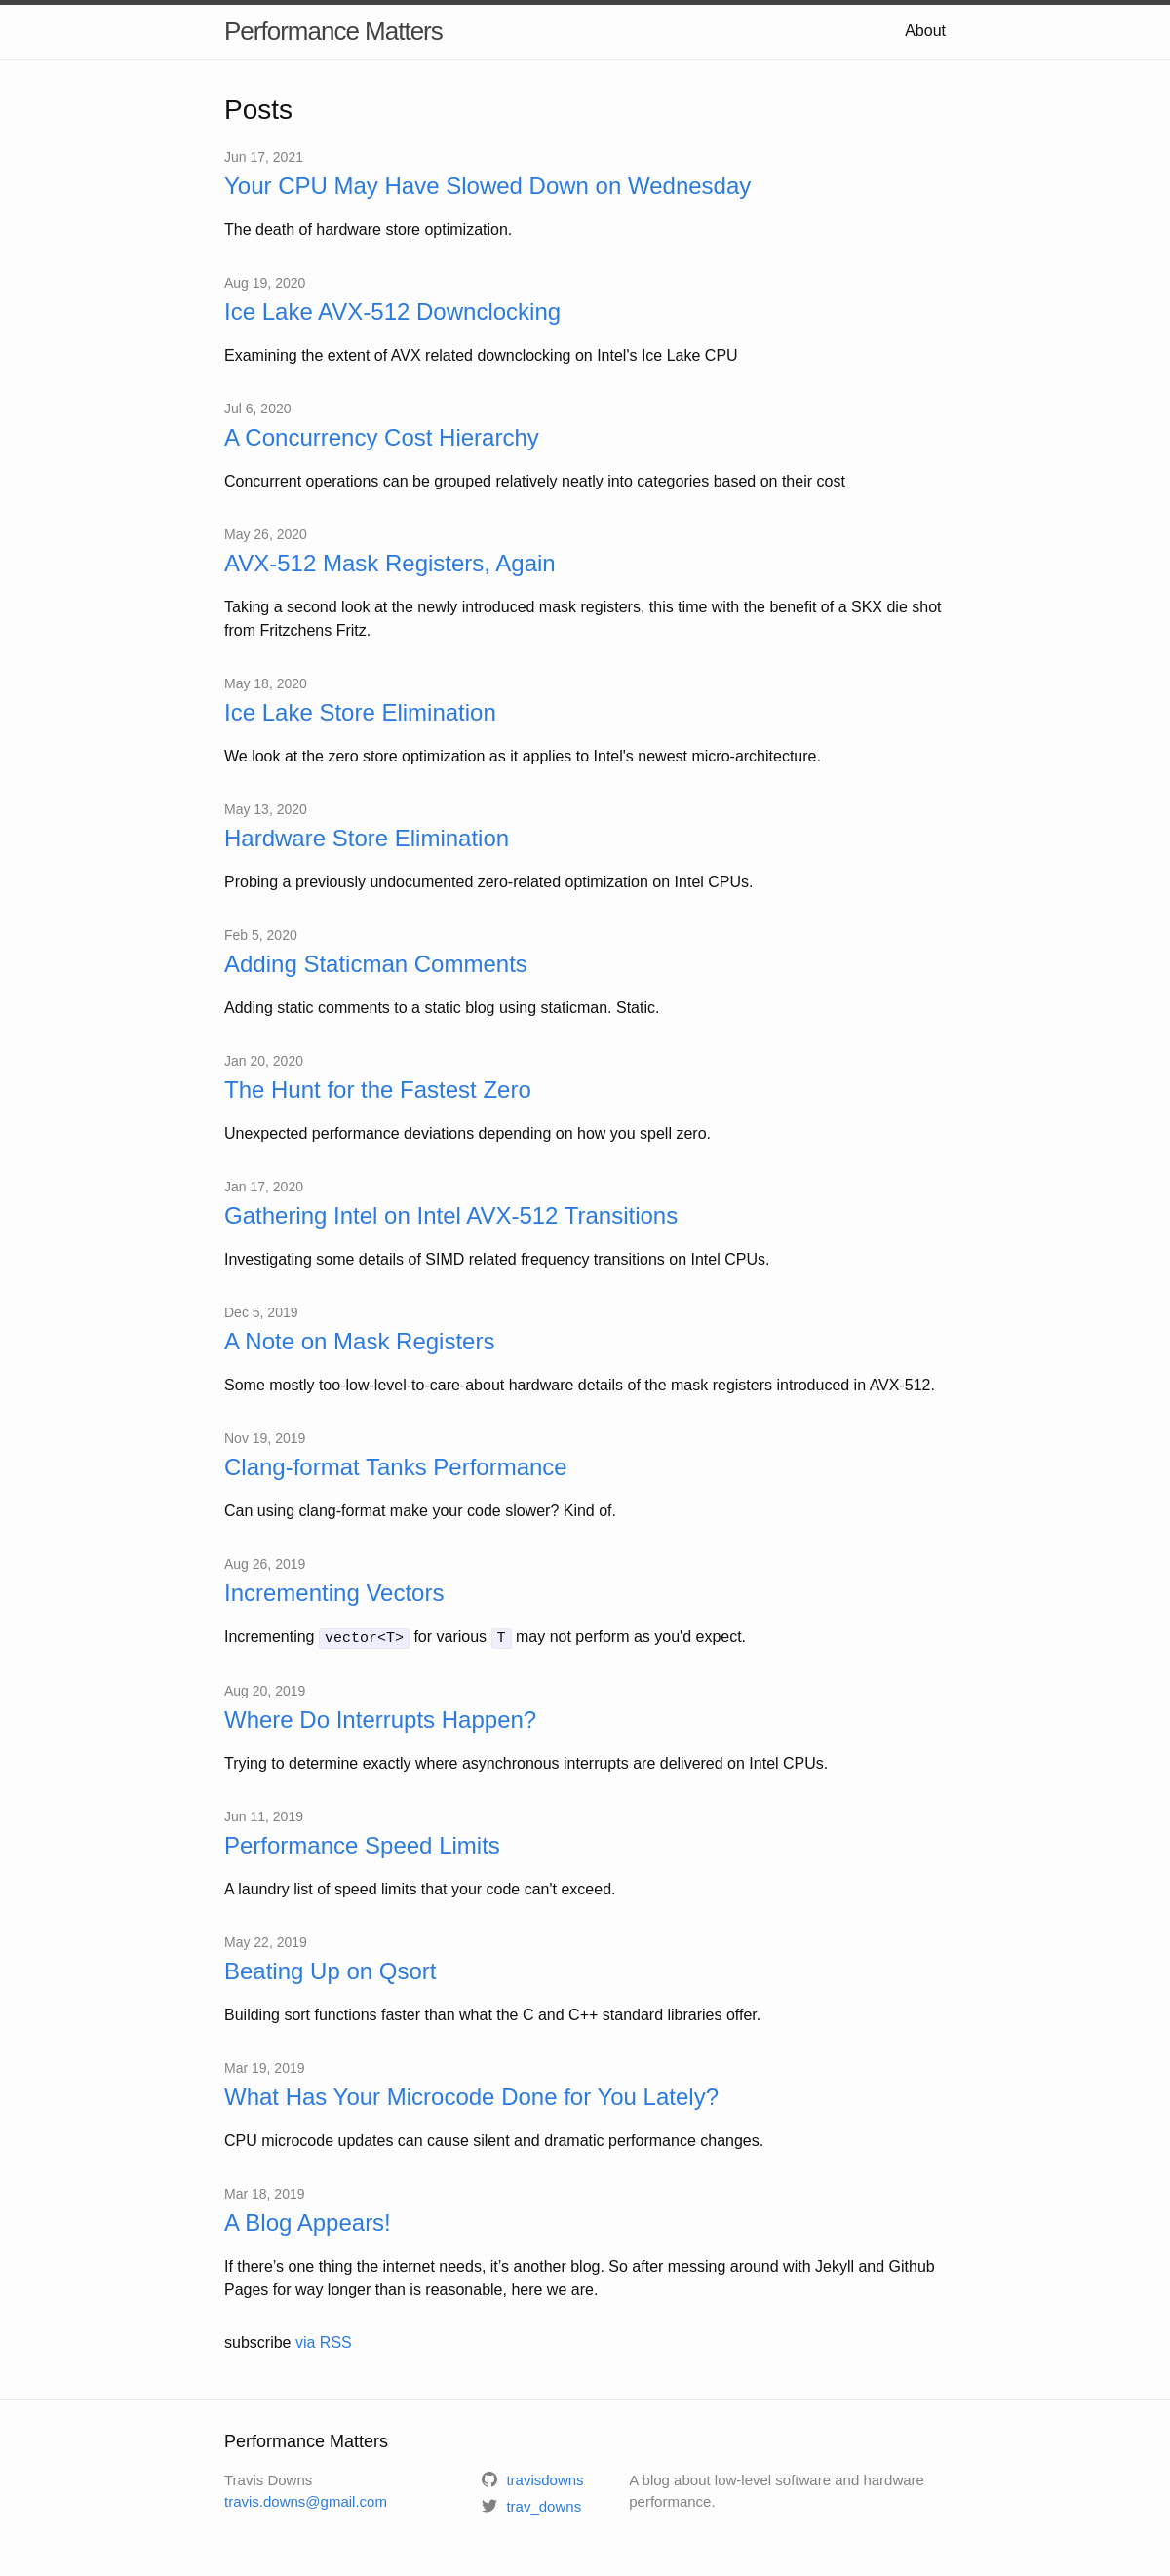 Performance Matters
About
Posts
Jun 17, 2021
Your CPU May Have Slowed Down on Wednesday
The death of hardware store optimization.
Aug 19, 2020
Ice Lake AVX-512 Downclocking
Examining the extent of AVX related downclocking on Intel's Ice Lake CPU
Jul 6, 2020
A Concurrency Cost Hierarchy
Concurrent operations can be grouped relatively neatly into categories based on their cost
May 26, 2020
AVX-512 Mask Registers, Again
Taking a second look at the newly introduced mask registers, this time with the benefit of a SKX die shot
from Fritzchens Fritz.
May 18, 2020
Ice Lake Store Elimination
We look at the zero store optimization as it applies to Intel's newest micro-architecture.
May 13, 2020
Hardware Store Elimination
Probing a previously undocumented zero-related optimization on Intel CPUs.
Feb 5, 2020
Adding Staticman Comments
Adding static comments to a static blog using staticman. Static.
Jan 20, 2020
The Hunt for the Fastest Zero
Unexpected performance deviations depending on how you spell zero.
Jan 17, 2020
Gathering Intel on Intel AVX-512 Transitions
Investigating some details of SIMD related frequency transitions on Intel CPUs.
Dec 5, 2019
A Note on Mask Registers
Some mostly too-low-level-to-care-about hardware details of the mask registers introduced in AVX-512.
Nov 19, 2019
Clang-format Tanks Performance
Can using clang-format make your code slower? Kind of.
Aug 26, 2019
Incrementing Vectors
Incrementing vector<T> for various T may not perform as you'd expect.
Aug 20, 2019
Where Do Interrupts Happen?
Trying to determine exactly where asynchronous interrupts are delivered on Intel CPUs.
Jun 11, 2019
Performance Speed Limits
A laundry list of speed limits that your code can't exceed.
May 22, 2019
Beating Up on Qsort
Building sort functions faster than what the C and C++ standard libraries offer.
Mar 19, 2019
What Has Your Microcode Done for You Lately?
CPU microcode updates can cause silent and dramatic performance changes.
Mar 18, 2019
A Blog Appears!
If there’s one thing the internet needs, it’s another blog. So after messing around with Jekyll and Github
Pages for way longer than is reasonable, here we are.
subscribe via RSS
Performance Matters
Travis Downs
travis.downs@gmail.com
travisdowns
trav_downs
A blog about low-level software and hardware
performance.